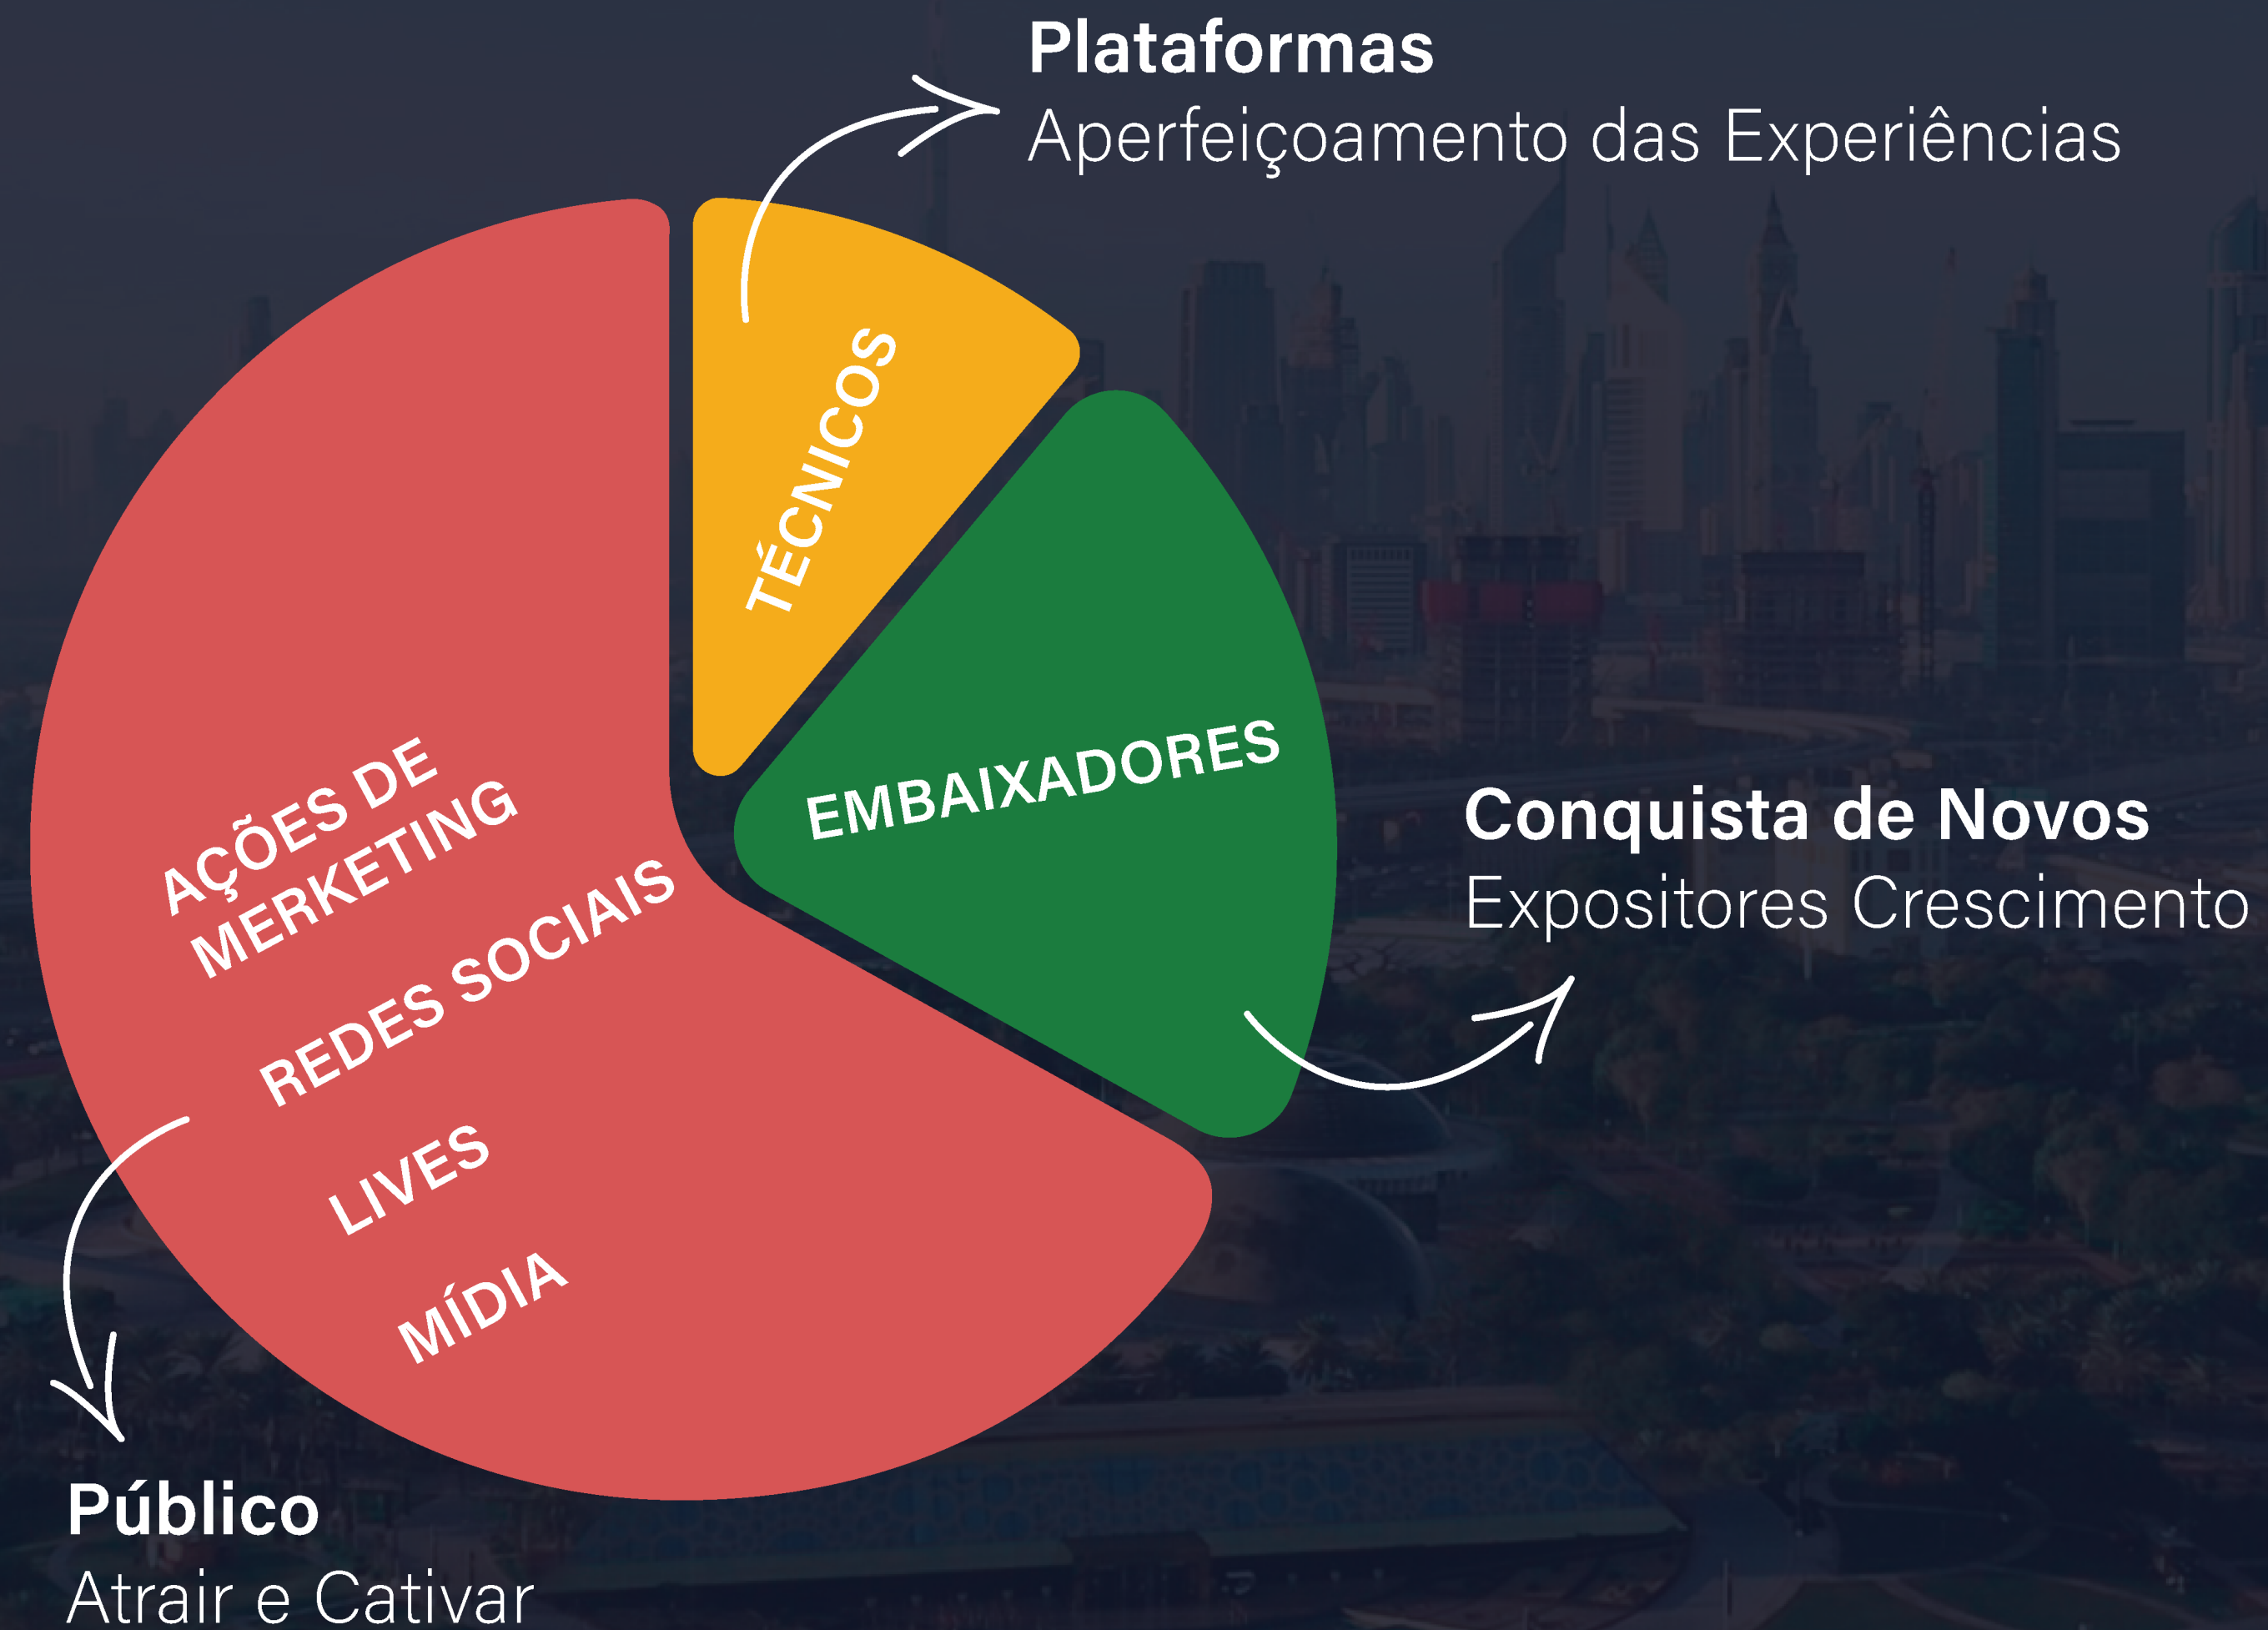 Plataformas
Aperfeiçoamento das Experiências
TÉCNICOS
EMBAIXADORES
Conquista de Novos
Expositores Crescimento
AÇÕES DE
MERKETING
REDES SOCIAIS
LIVES
MÍDIA
Público
Atrair e Cativar